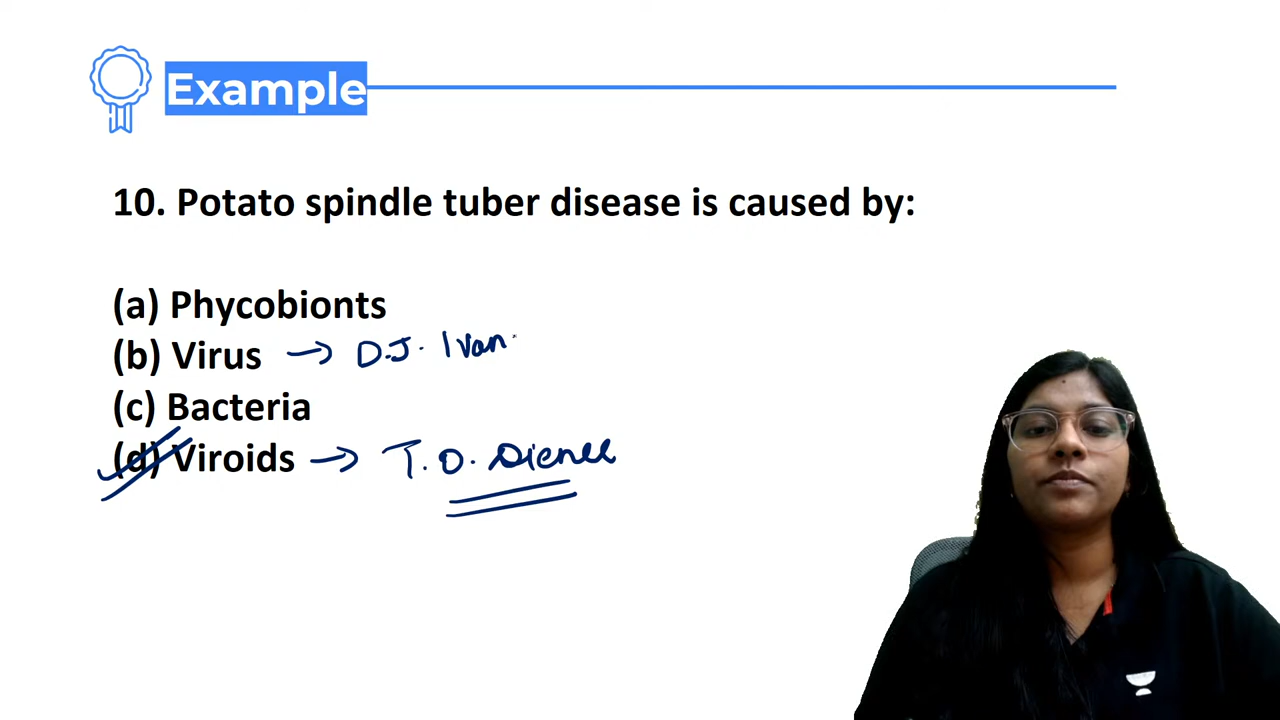 Example
10. Potato spindle tuber disease is caused by:
(a) Phycobionts
(b) Virus → D.J. Ivan
(c) Bacteria
(d) Viroids → T.O. Diener